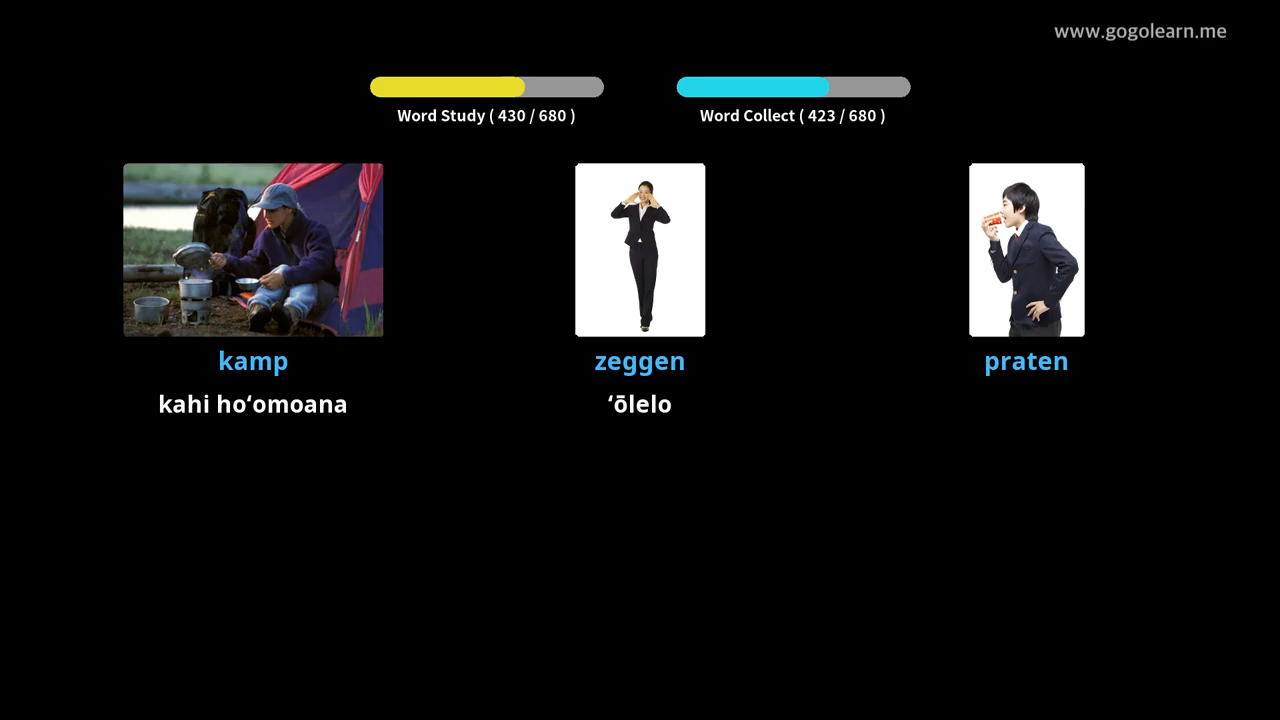 www.gogolearn.me
Word Study ( 430 / 680 )
Word Collect ( 423 / 680 )
kamp
zeggen
praten
kahi hoʻomoana
ʻōlelo